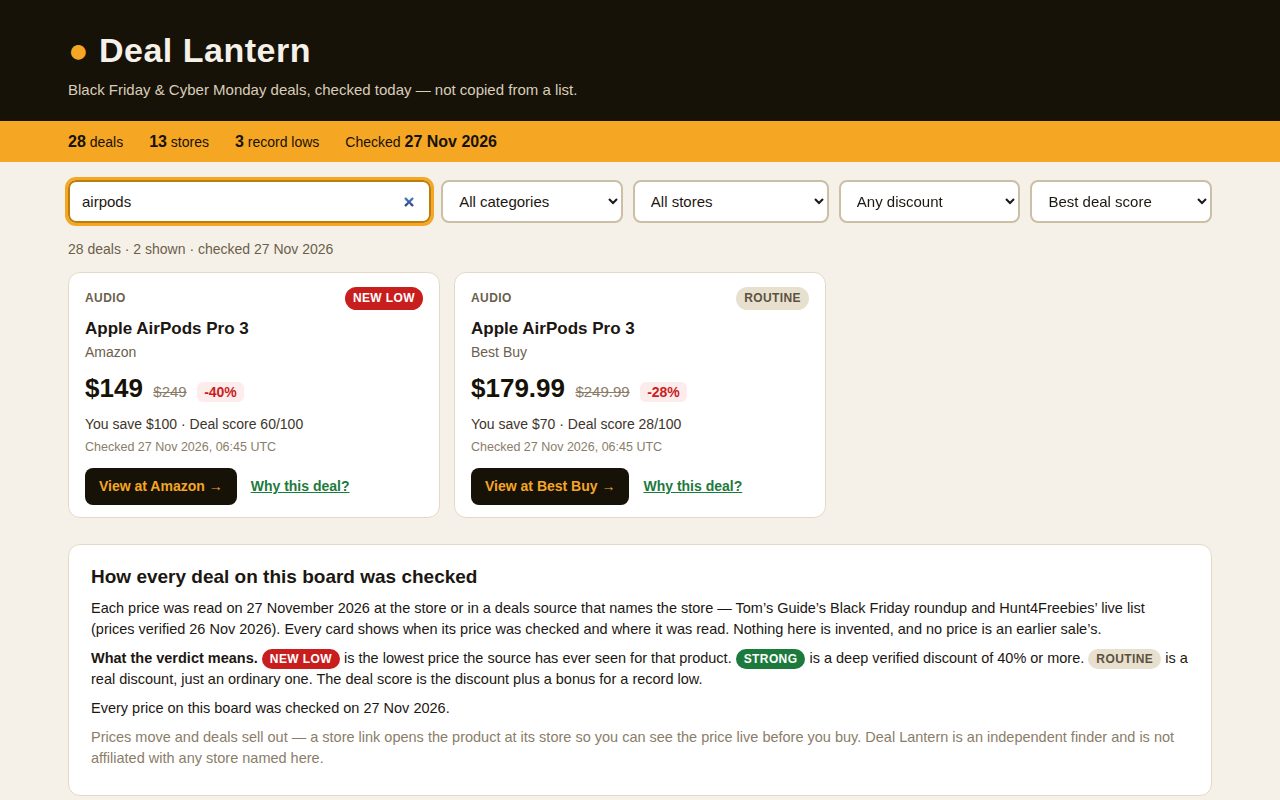 ● Deal Lantern
Black Friday & Cyber Monday deals, checked today — not copied from a list.
28 deals 13 stores 3 record lows Checked 27 Nov 2026
airpods × All categories All stores Any discount Best deal score
28 deals · 2 shown · checked 27 Nov 2026
AUDIO NEW LOW
Apple AirPods Pro 3
Amazon
$149 $249 -40%
You save $100 · Deal score 60/100
Checked 27 Nov 2026, 06:45 UTC
View at Amazon → Why this deal?
AUDIO ROUTINE
Apple AirPods Pro 3
Best Buy
$179.99 $249.99 -28%
You save $70 · Deal score 28/100
Checked 27 Nov 2026, 06:45 UTC
View at Best Buy → Why this deal?
How every deal on this board was checked
Each price was read on 27 November 2026 at the store or in a deals source that names the store — Tom’s Guide’s Black Friday roundup and Hunt4Freebies’ live list
(prices verified 26 Nov 2026). Every card shows when its price was checked and where it was read. Nothing here is invented, and no price is an earlier sale’s.
What the verdict means. NEW LOW is the lowest price the source has ever seen for that product. STRONG is a deep verified discount of 40% or more. ROUTINE is a
real discount, just an ordinary one. The deal score is the discount plus a bonus for a record low.
Every price on this board was checked on 27 Nov 2026.
Prices move and deals sell out — a store link opens the product at its store so you can see the price live before you buy. Deal Lantern is an independent finder and is not
affiliated with any store named here.